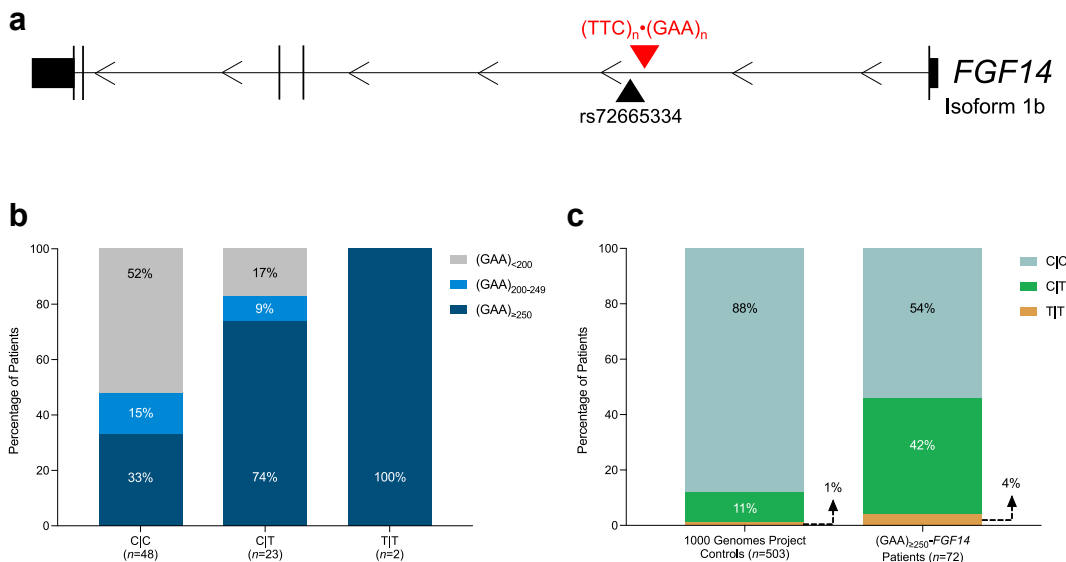 a
(TTC)n•(GAA)n
FGF14
Isoform 1b
rs72665334
b
Percentage of Patients
100
80
60
40
20
0
52%
15%
33%
17%
9%
74%
100%
C|C
(n=48)
C|T
(n=23)
T|T
(n=2)
(GAA)<200
(GAA)200-249
(GAA)≥250
c
Percentage of Patients
100
80
60
40
20
0
88%
11%
1%
54%
42%
4%
1000 Genomes Project
Controls (n=503)
(GAA)≥250-FGF14
Patients (n=72)
C|C
C|T
T|T